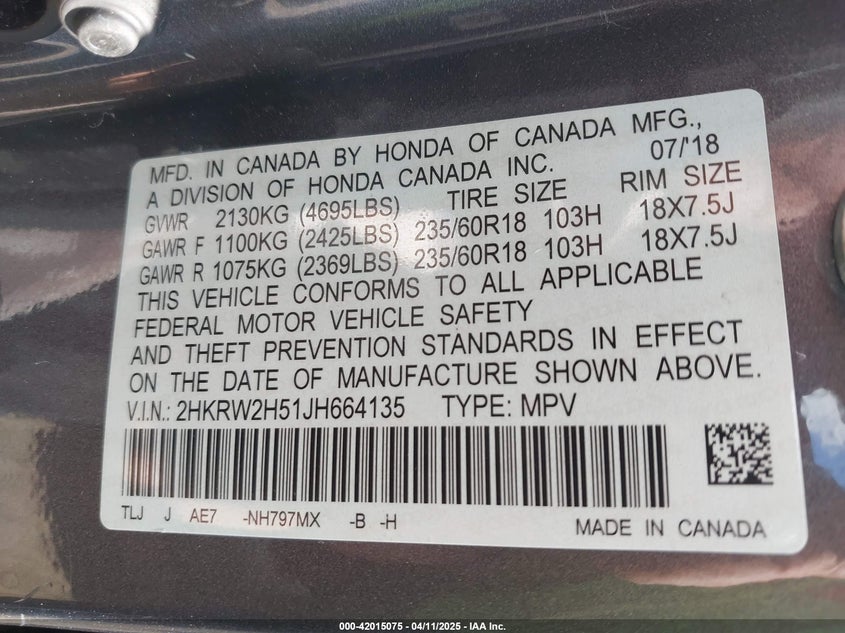 MFD. IN CANADA BY HONDA OF CANADA MFG.,
A DIVISION OF HONDA CANADA INC. 07/'18
GVWR 2130KG (4695LBS) TIRE SIZE RIM SIZE
GAWR F 1100KG (2425LBS) 235/60R18 103H 18X7.5J
GAWR R 1075KG (2369LBS) 235/60R18 103H 18X7.5J
THIS VEHICLE CONFORMS TO ALL APPLICABLE
FEDERAL MOTOR VEHICLE SAFETY
AND THEFT PREVENTION STANDARDS IN EFFECT
ON THE DATE OF MANUFACTURE SHOWN ABOVE.
V.I.N.: 2HKRW2H51JH664135 TYPE: MPV
TLJ J AE7 -NH797MX -B -H MADE IN CANADA
000-42015075 - 04/11/2025 - IAA Inc.